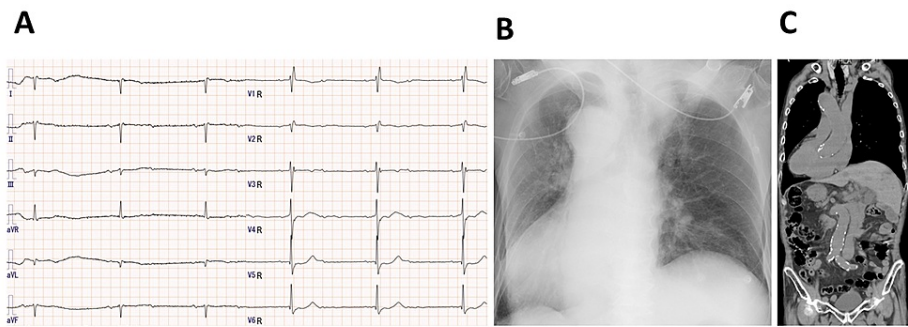 A
B
C
I
V1 R
II
V2 R
III
V3 R
aVR
V4 R
aVL
V5 R
aVF
V6 R